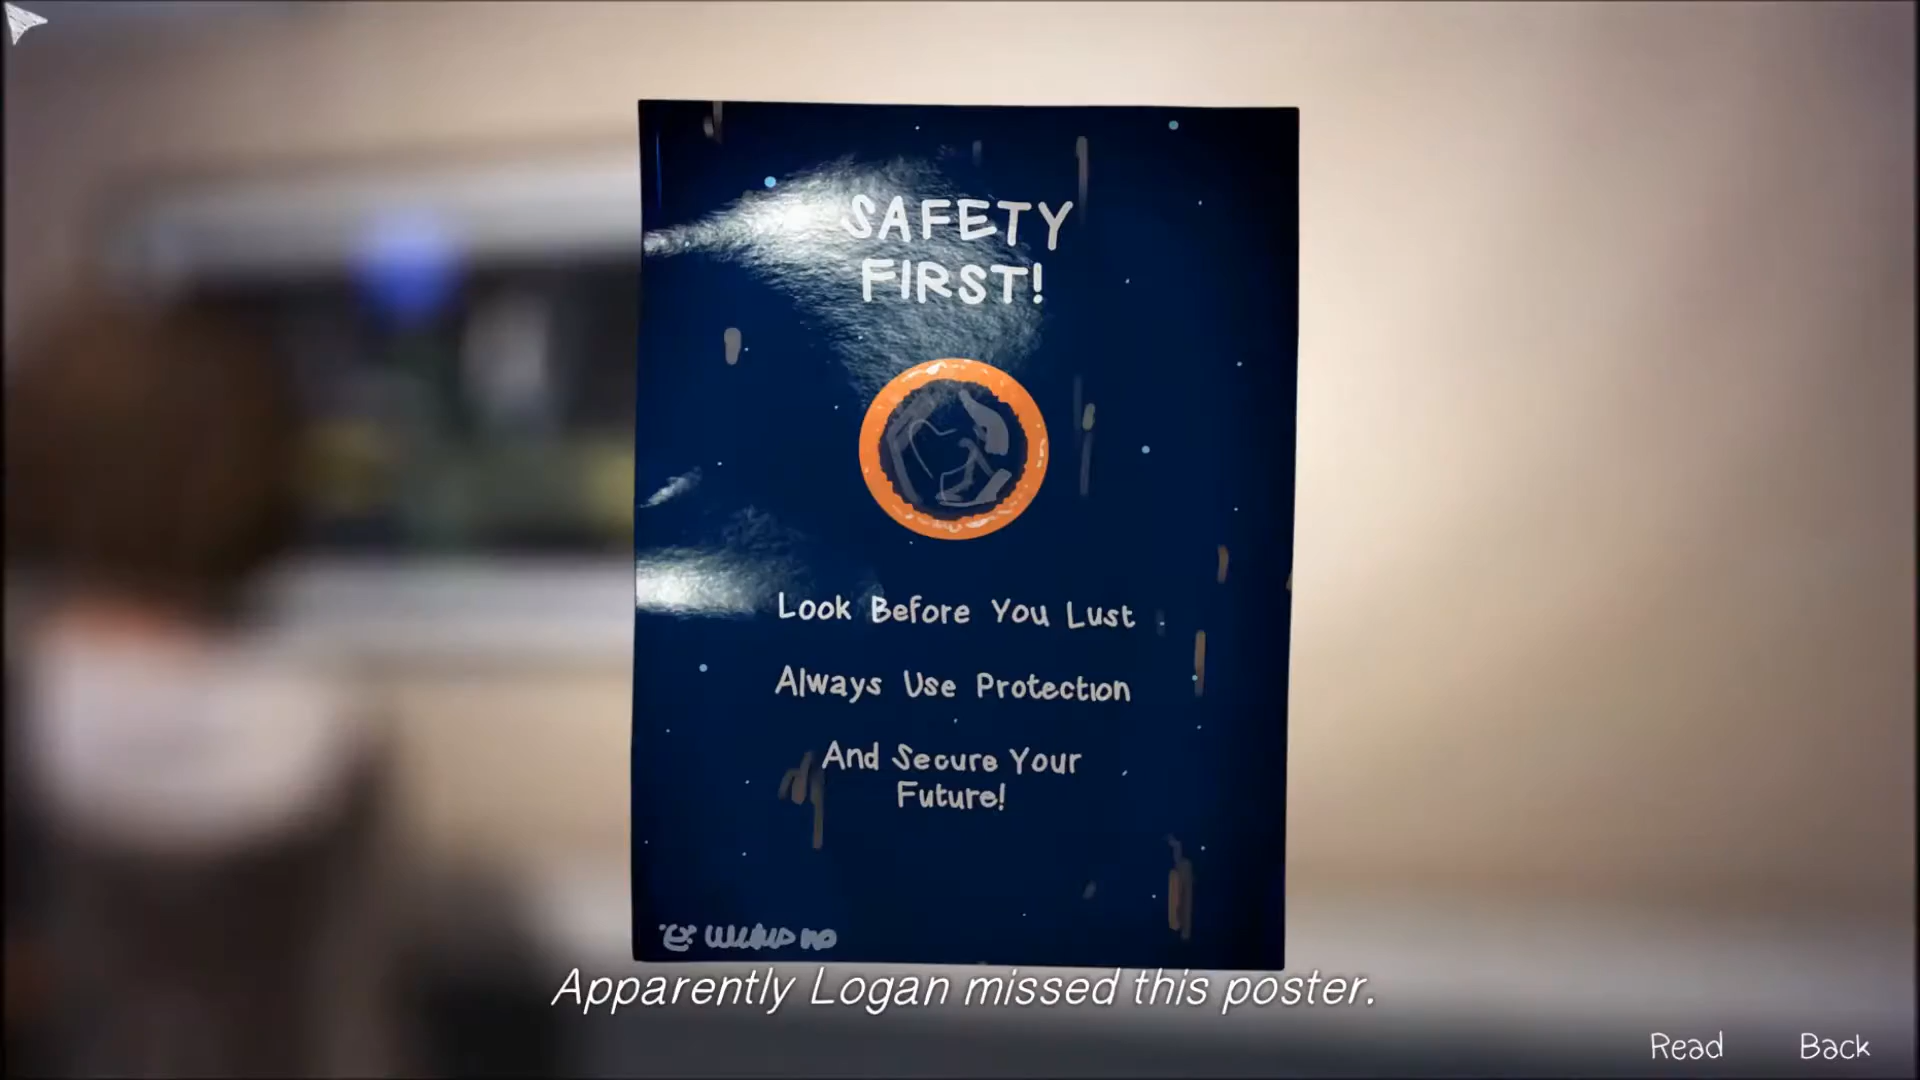 SAFETY
FIRST!
Look Before You Lust
Always Use Protection
And Secure Your
Future!
Apparently Logan missed this poster.
Read
Back